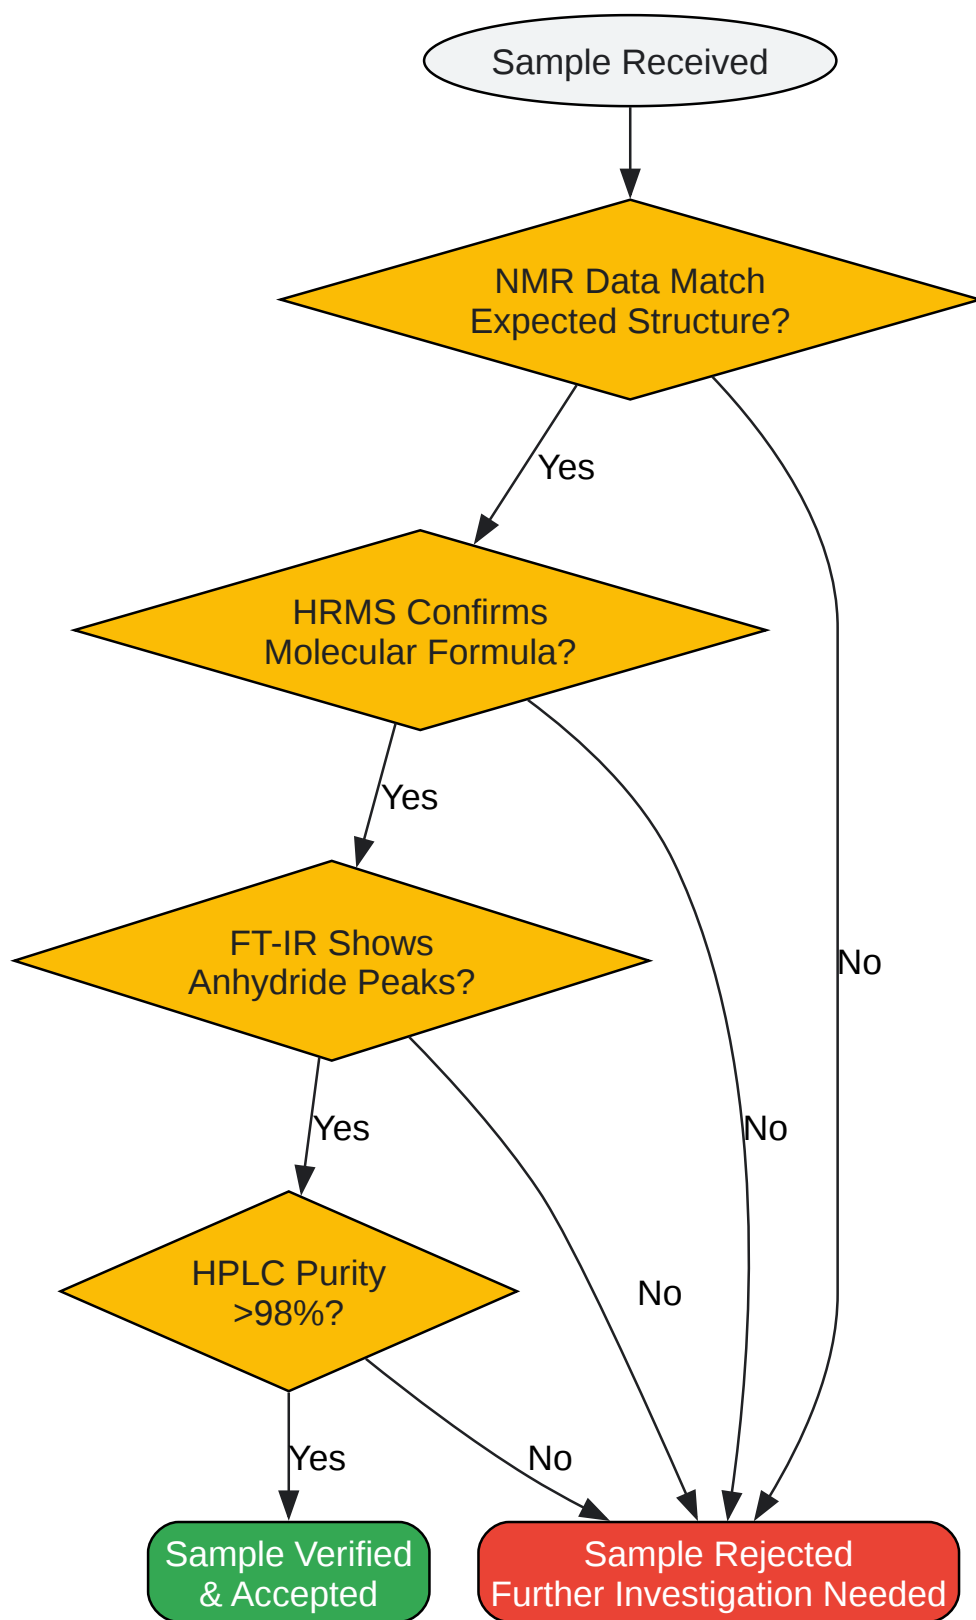 Sample Received
NMR Data Match
Expected Structure?
Yes
HRMS Confirms
Molecular Formula?
Yes
FT-IR Shows
Anhydride Peaks?
No
Yes
No
HPLC Purity
>98%?
No
Yes
No
Sample Verified
& Accepted
Sample Rejected
Further Investigation Needed